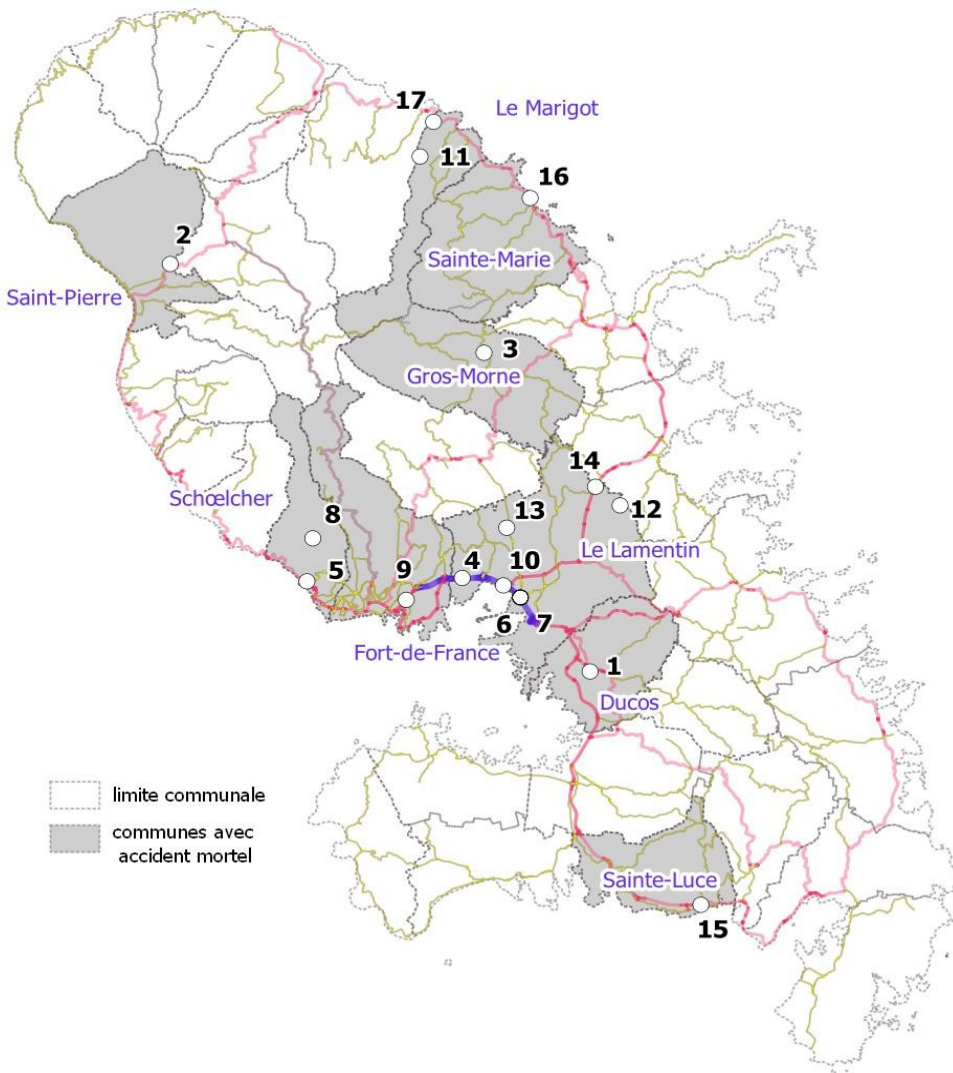 17
Le Marigot
11
16
2
Sainte-Marie
Saint-Pierre
3
Gros-Morne
14
Schœlcher
8
13
12
Le Lamentin
5
9
4
10
6
7
Fort-de-France
1
Ducos
limite communale
communes avec
accident mortel
Sainte-Luce
15